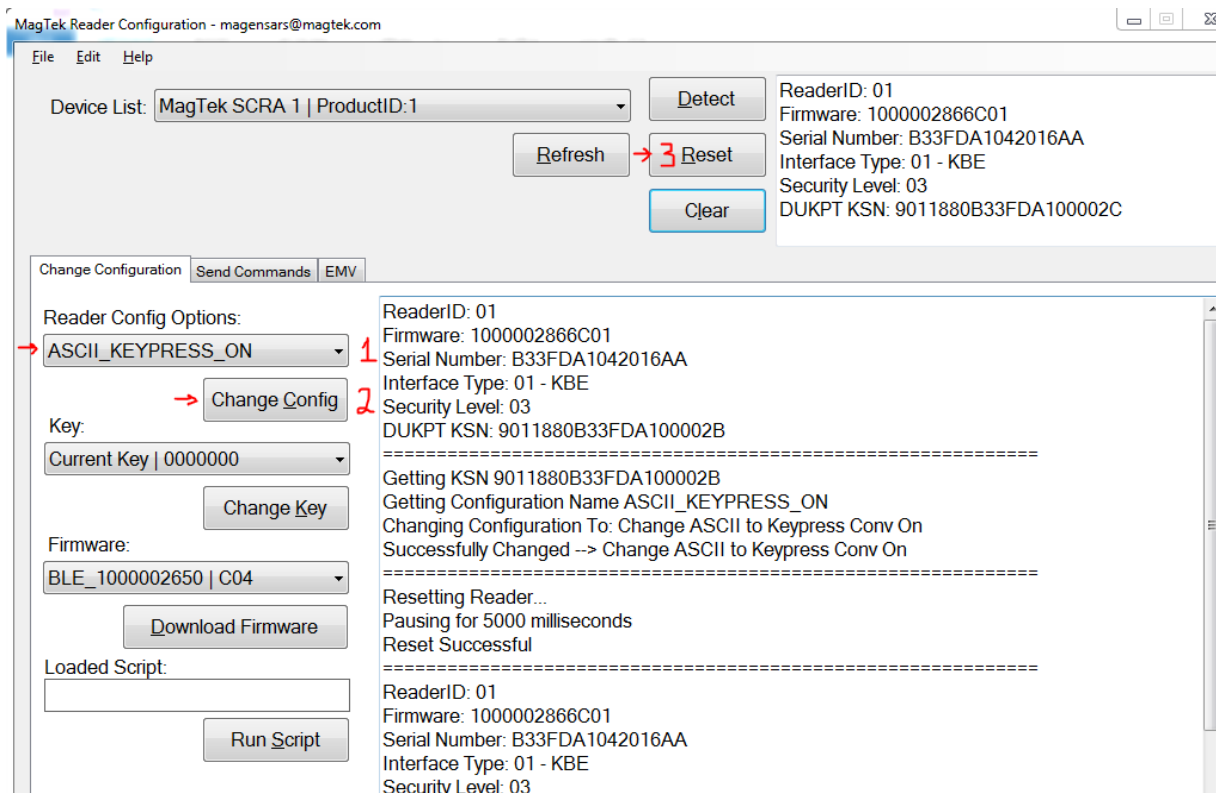 MagTek Reader Configuration - magensars@magtek.com
File Edit Help
Device List: MagTek SCRA 1 | ProductID:1
Detect
Refresh
→ 3 Reset
Clear
ReaderID: 01
Firmware: 1000002866C01
Serial Number: B33FDA1042016AA
Interface Type: 01 - KBE
Security Level: 03
DUKPT KSN: 9011880B33FDA100002C
Change Configuration Send Commands EMV
Reader Config Options:
→ ASCII_KEYPRESS_ON 1
→ Change Config 2
Key:
Current Key | 0000000
Change Key
Firmware:
BLE_1000002650 | C04
Download Firmware
Loaded Script:
Run Script
ReaderID: 01
Firmware: 1000002866C01
Serial Number: B33FDA1042016AA
Interface Type: 01 - KBE
Security Level: 03
DUKPT KSN: 9011880B33FDA100002B
=============================================================
Getting KSN 9011880B33FDA100002B
Getting Configuration Name ASCII_KEYPRESS_ON
Changing Configuration To: Change ASCII to Keypress Conv On
Successfully Changed --> Change ASCII to Keypress Conv On
=============================================================
Resetting Reader...
Pausing for 5000 milliseconds
Reset Successful
=============================================================
ReaderID: 01
Firmware: 1000002866C01
Serial Number: B33FDA1042016AA
Interface Type: 01 - KBE
Security Level: 03